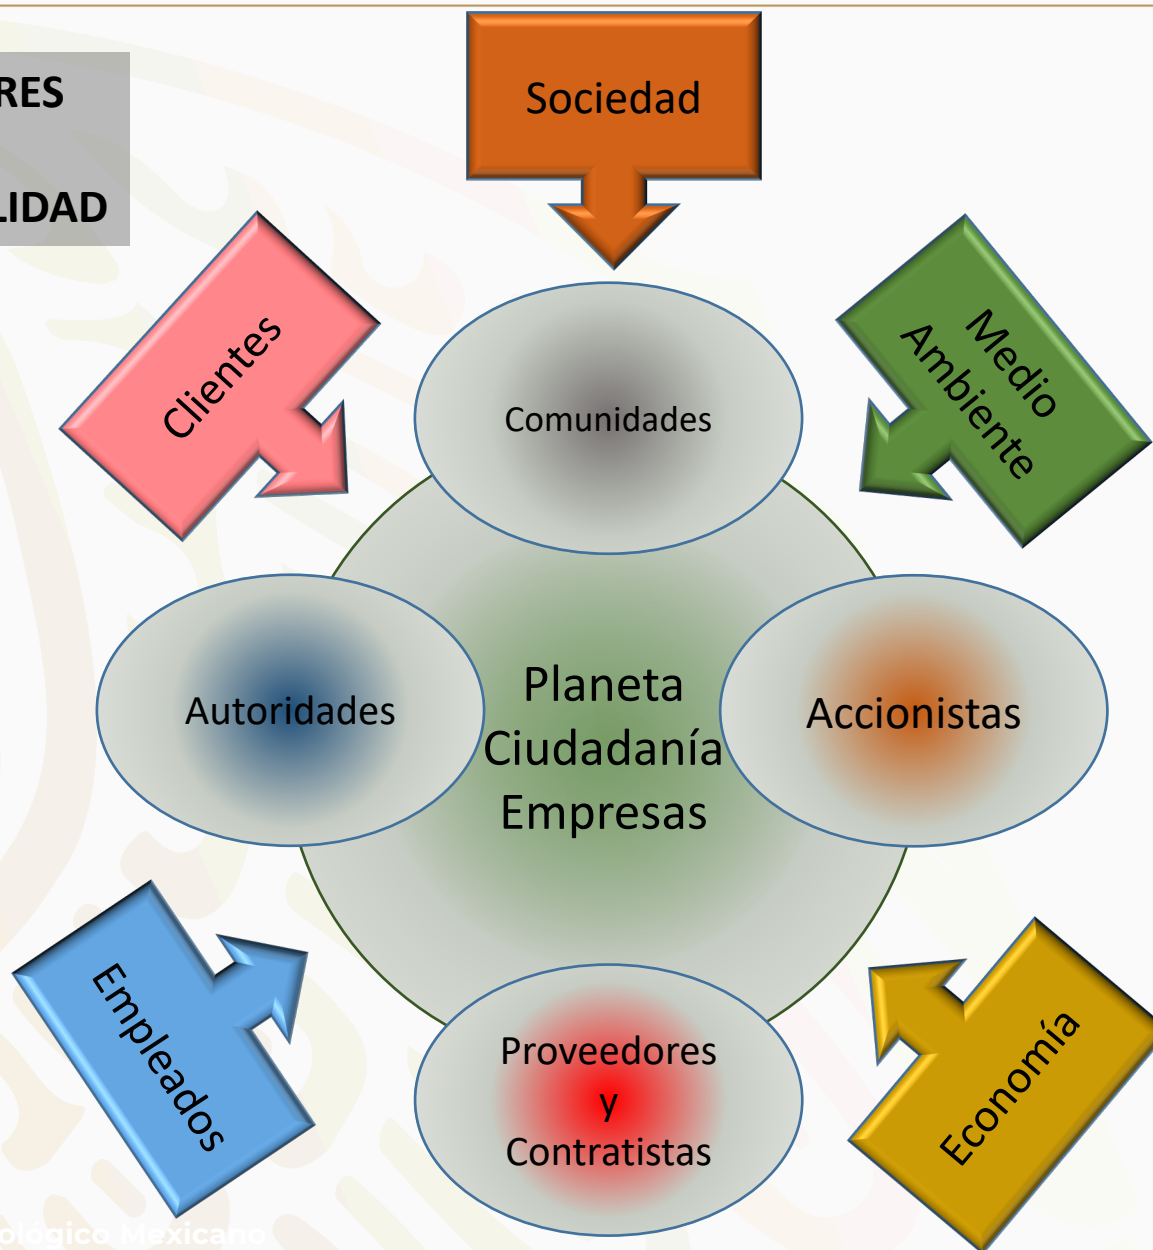 Sociedad
RES
LIDAD
Clientes
Medio
Ambiente
Comunidades
Autoridades
Planeta
Ciudadanía
Empresas
Accionistas
Empleados
Proveedores
y
Contratistas
Economía
ológico Mexicano